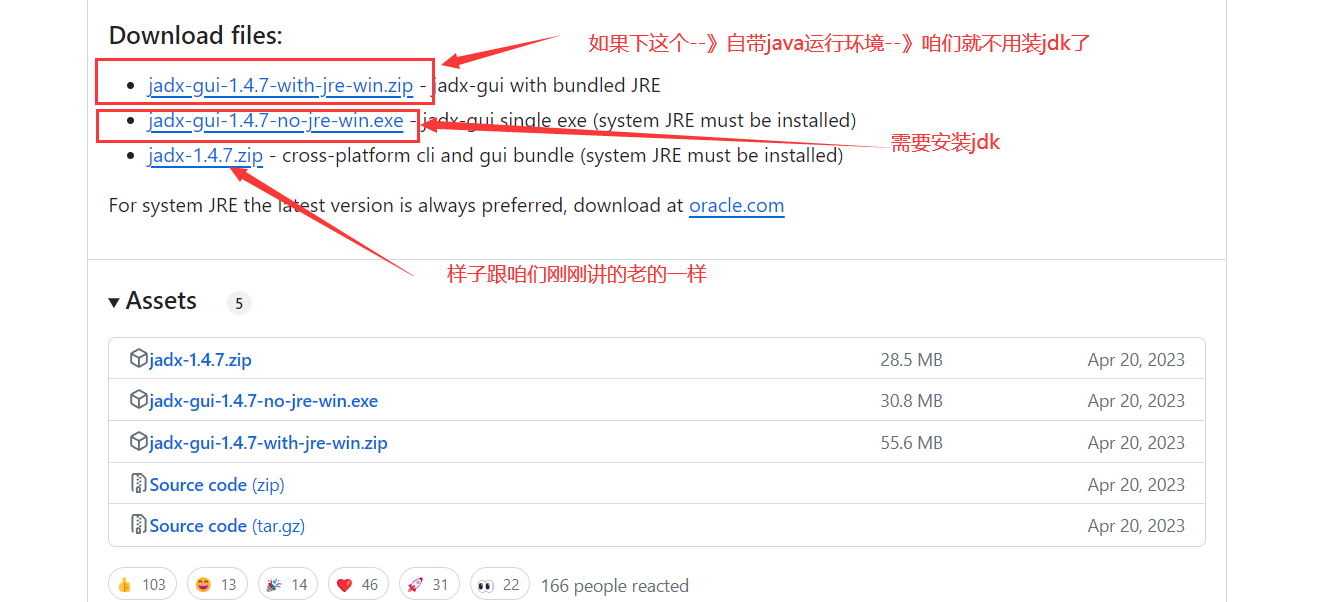 Download files:
如果下这个--》自带java运行环境--》咱们就不用装jdk了
jadx-gui-1.4.7-with-jre-win.zip - jadx-gui with bundled JRE
jadx-gui-1.4.7-no-jre-win.exe - jadx-gui single exe (system JRE must be installed)
需要安装jdk
jadx-1.4.7.zip - cross-platform cli and gui bundle (system JRE must be installed)
For system JRE the latest version is always preferred, download at oracle.com
样子跟咱们刚刚讲的老的一样
Assets 5
jadx-1.4.7.zip 28.5 MB Apr 20, 2023
jadx-gui-1.4.7-no-jre-win.exe 30.8 MB Apr 20, 2023
jadx-gui-1.4.7-with-jre-win.zip 55.6 MB Apr 20, 2023
Source code (zip) Apr 20, 2023
Source code (tar.gz) Apr 20, 2023
103 13 14 46 31 22 166 people reacted